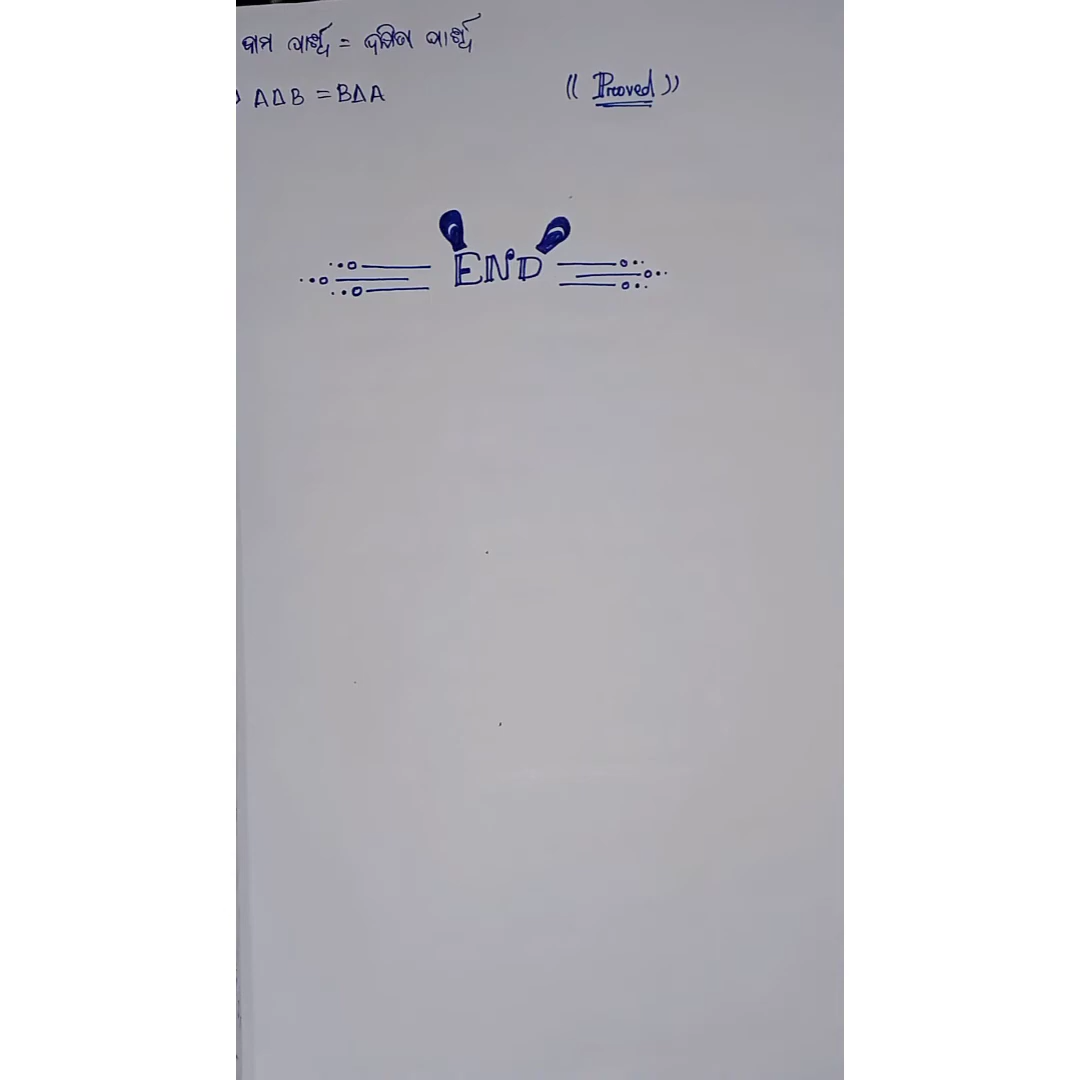 ବାମ ପାର୍ଶ୍ଵ = ଦକ୍ଷିଣ ପାର୍ଶ୍ଵ
A∆B = B∆A (( Proved ))
END